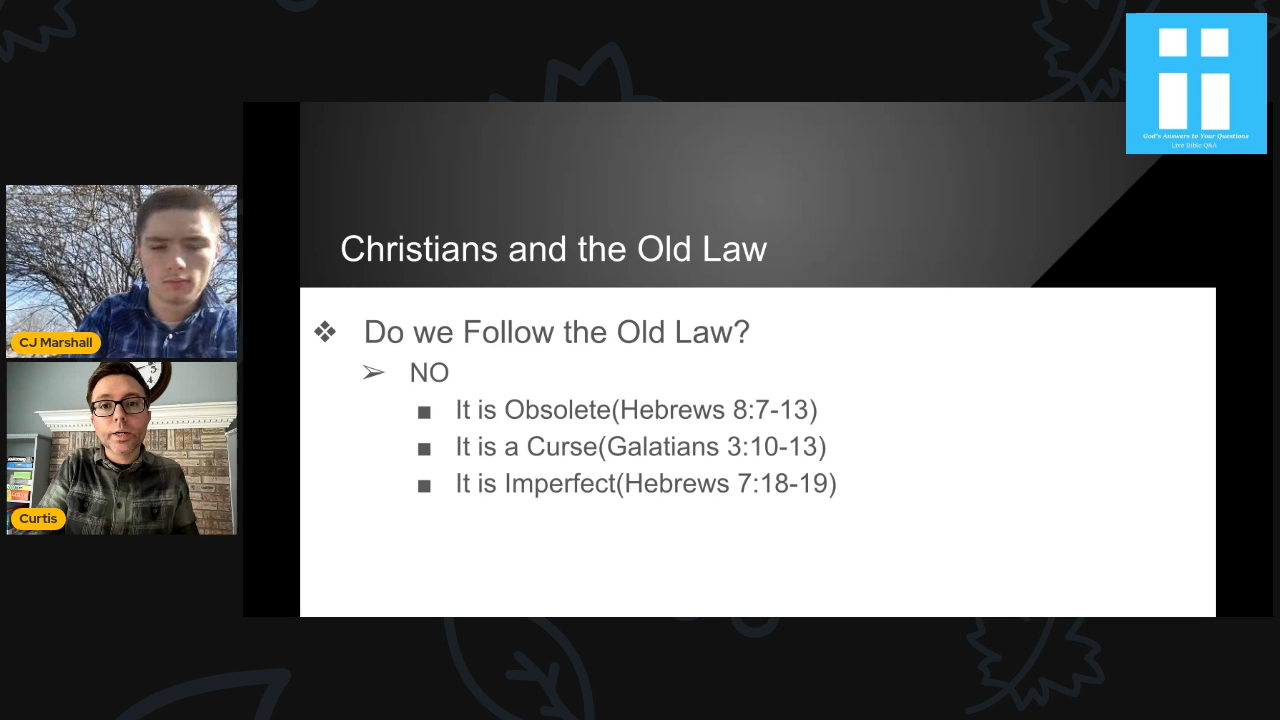 God's Answers to Your Questions
Live Bible Q&A
Christians and the Old Law
❖ Do we Follow the Old Law?
➢ NO
■ It is Obsolete(Hebrews 8:7-13)
■ It is a Curse(Galatians 3:10-13)
■ It is Imperfect(Hebrews 7:18-19)
CJ Marshall
Curtis